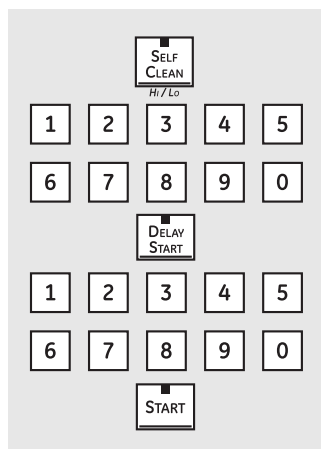 SELF
CLEAN
HI / LO
1 2 3 4 5
6 7 8 9 0
DELAY
START
1 2 3 4 5
6 7 8 9 0
START